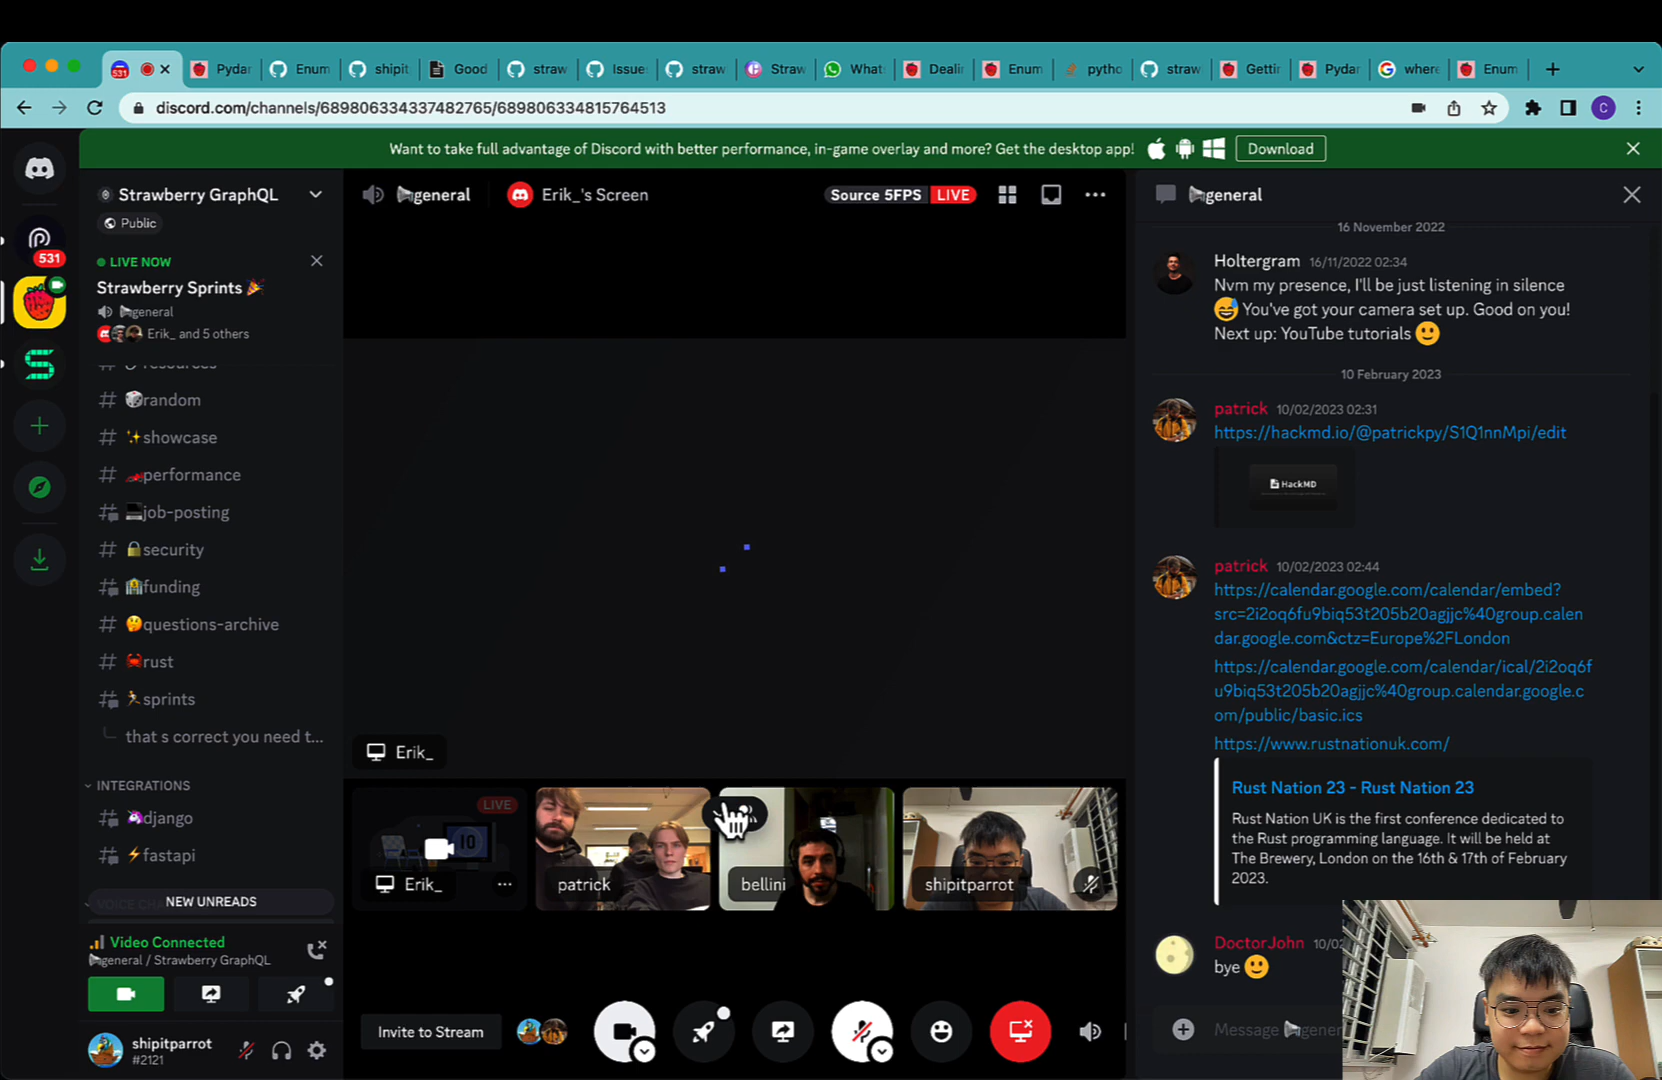 531
Pydan
Enum
shipit
Good
straw
Issue
straw
Straw
What
Dealin
Enum
pytho
straw
Gettin
Pydan
where
Enum
discord.com/channels/689806334337482765/689806334815764513
C
Want to take full advantage of Discord with better performance, in-game overlay and more? Get the desktop app!
Download
Strawberry GraphQL
Public
531
LIVE NOW
Strawberry Sprints
general
Erik_ and 5 others
resources
random
showcase
performance
job-posting
security
funding
questions-archive
rust
sprints
that s correct you need t...
INTEGRATIONS
django
fastapi
NEW UNREADS
Video Connected
general / Strawberry GraphQL
shipitparrot
#2121
general
Erik_'s Screen
Source 5FPS
LIVE
Erik_
LIVE
Erik_
patrick
bellini
shipitparrot
Invite to Stream
general
16 November 2022
Holtergram 16/11/2022 02:34
Nvm my presence, I'll be just listening in silence
You've got your camera set up. Good on you!
Next up: YouTube tutorials
10 February 2023
patrick 10/02/2023 02:31
https://hackmd.io/@patrickpy/S1Q1nnMpi/edit
HackMD
patrick 10/02/2023 02:44
https://calendar.google.com/calendar/embed?
src=2i2oq6fu9biq53t205b20agjjc%40group.calen
dar.google.com&ctz=Europe%2FLondon
https://calendar.google.com/calendar/ical/2i2oq6f
u9biq53t205b20agjjc%40group.calendar.google.c
om/public/basic.ics
https://www.rustnationuk.com/
Rust Nation 23 - Rust Nation 23
Rust Nation UK is the first conference dedicated to
the Rust programming language. It will be held at
The Brewery, London on the 16th & 17th of February
2023.
DoctorJohn 10/02
bye
Message gener